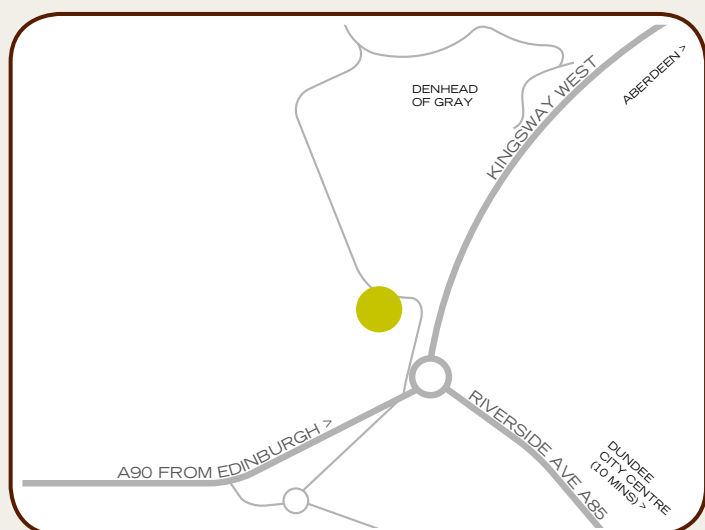 DENHEAD
OF GRAY
KINGSWAY WEST
ABERDEEN >
A90 FROM EDINBURGH >
RIVERSIDE AVE A85
DUNDEE
CITY CENTRE
(10 MINS) >